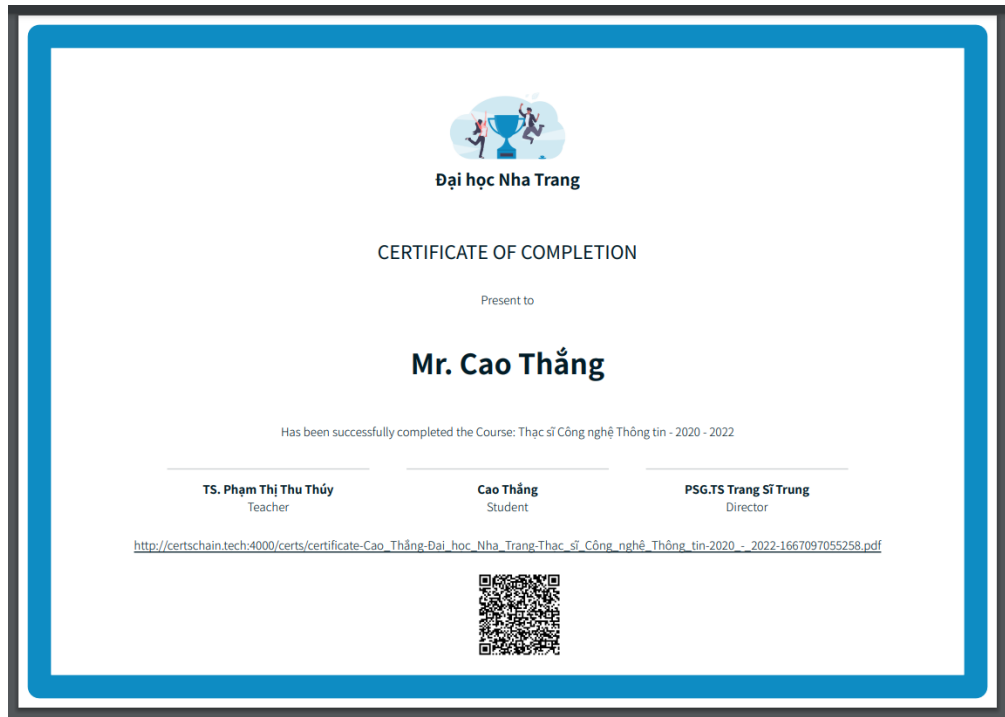 Đại học Nha Trang
CERTIFICATE OF COMPLETION
Present to
Mr. Cao Thắng
Has been successfully completed the Course: Thạc sĩ Công nghệ Thông tin - 2020 - 2022
TS. Phạm Thị Thu Thúy
Teacher
Cao Thắng
Student
PSG.TS Trang Sĩ Trung
Director
http://certschain.tech:4000/certs/certificate-Cao_Thắng-Đai_hoc_Nha_Trang-Thac_sĩ_Công_nghệ_Thông_tin-2020_-_2022-1667097055258.pdf